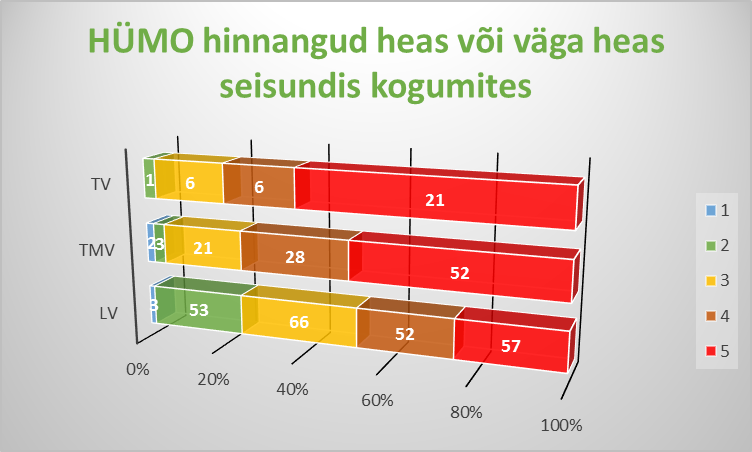 HÜMO hinnangud heas või väga heas
seisundis kogumites
TV
1 6 6 21
TMV
2 3 21 28 52
LV
3 53 66 52 57
0%
20%
40%
60%
80%
100%
1
2
3
4
5